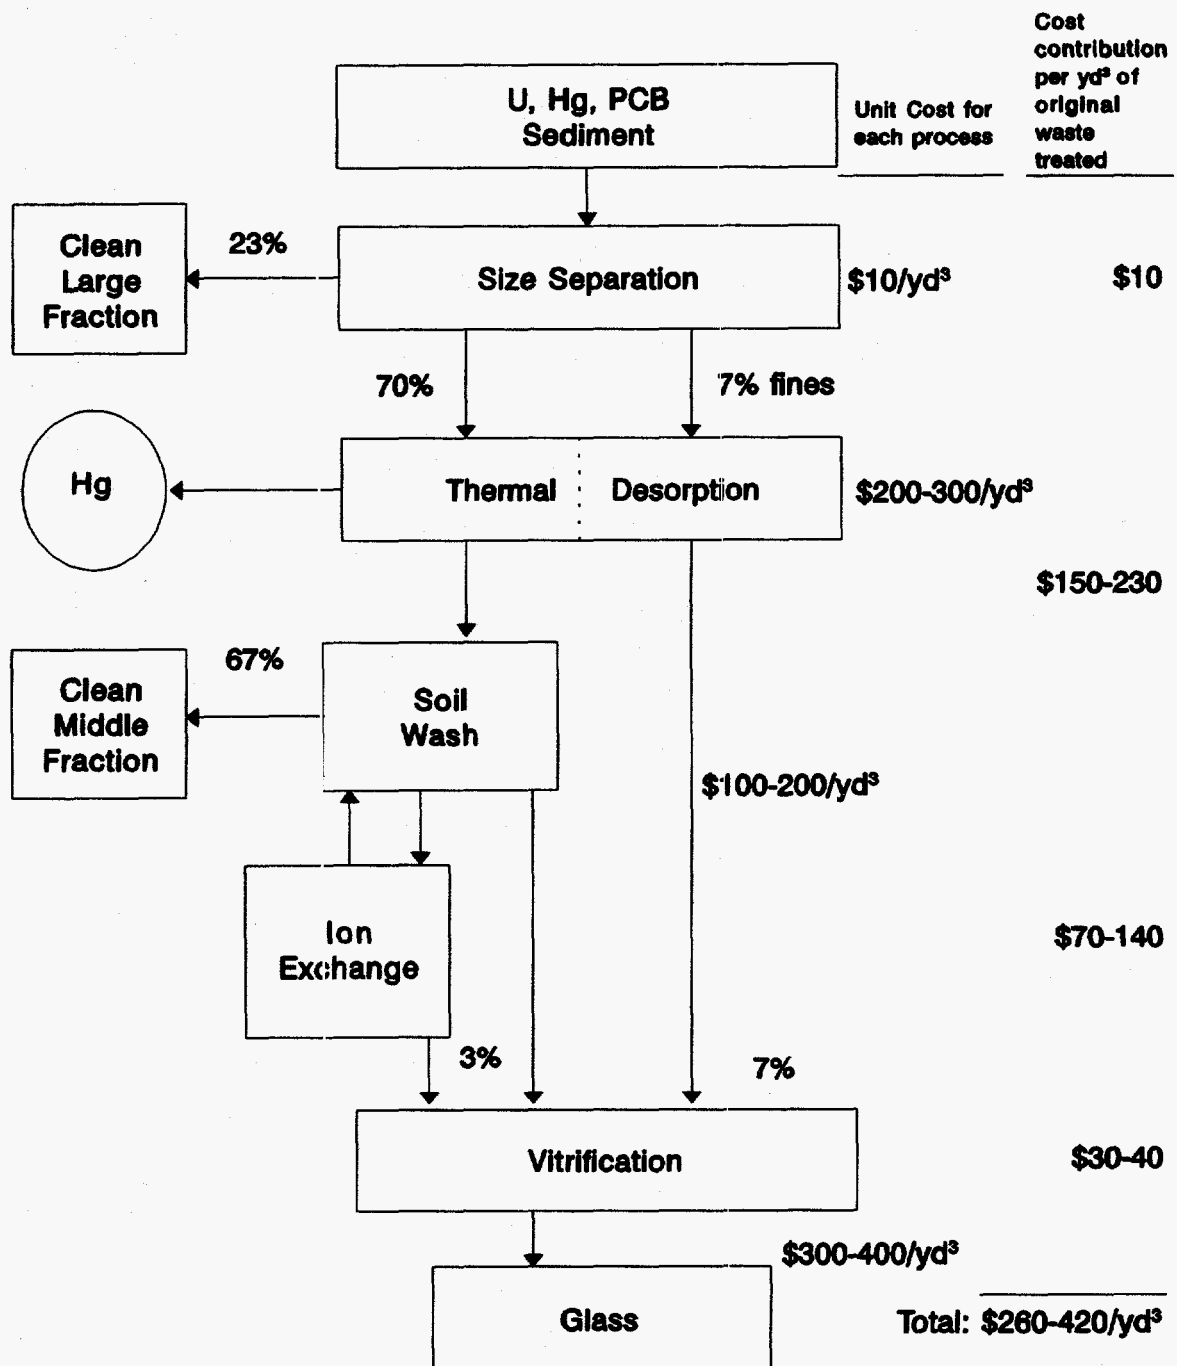 Cost
contribution
per yd³ of
original
waste
treated
Unit Cost for
each process
U, Hg, PCB
Sediment
Clean
Large
Fraction
23%
Size Separation
$10/yd³
$10
70%
7% fines
Hg
Thermal Desorption
$200-300/yd³
$150-230
67%
Clean
Middle
Fraction
Soil
Wash
$100-200/yd³
Ion
Exchange
$70-140
3%
7%
Vitrification
$30-40
$300-400/yd³
Glass
Total: $260-420/yd³